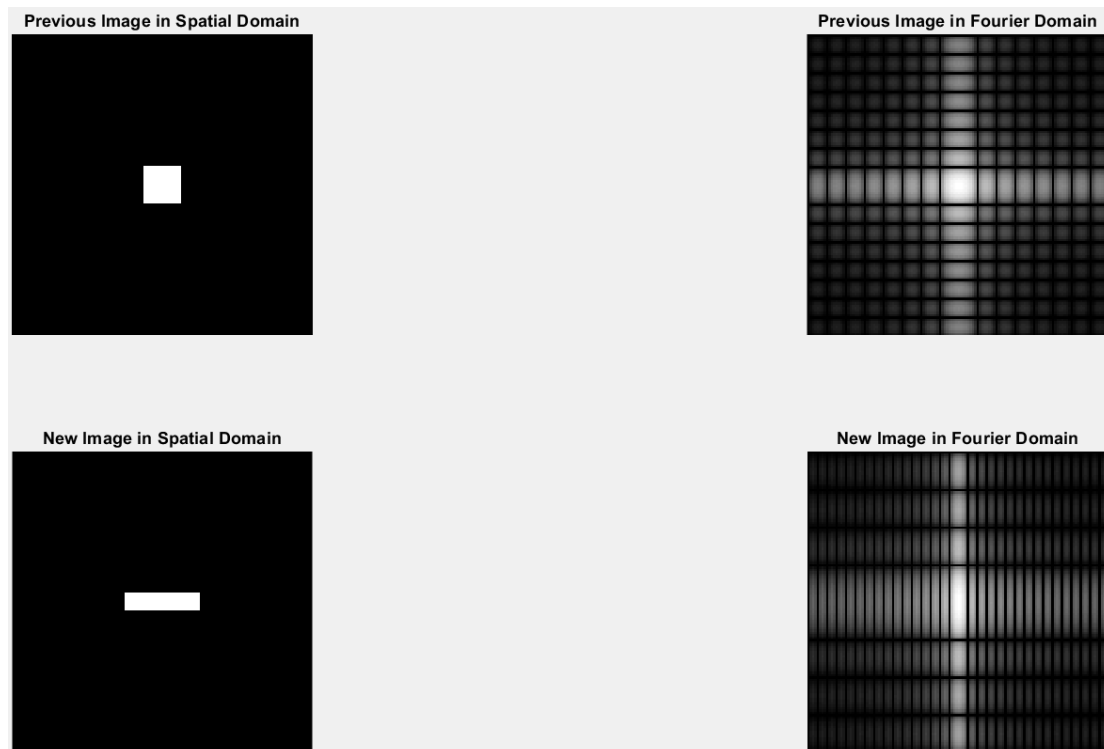 Previous Image in Spatial Domain
Previous Image in Fourier Domain
New Image in Spatial Domain
New Image in Fourier Domain